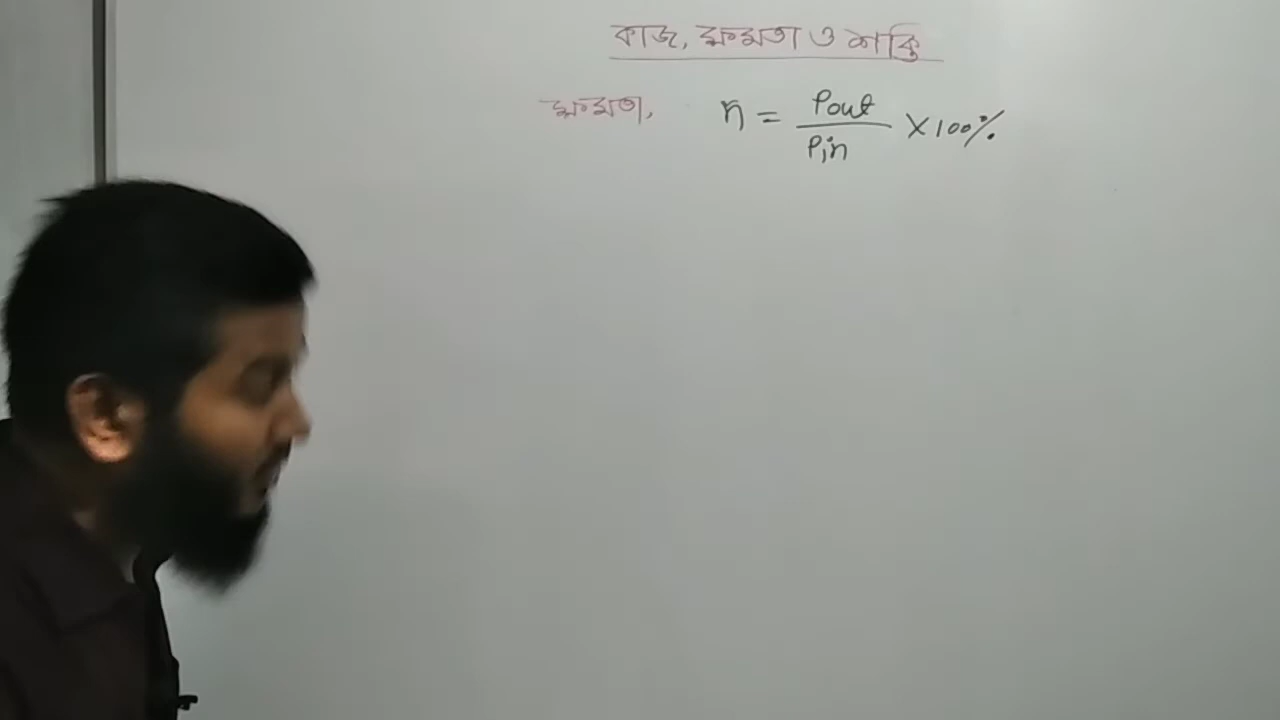 কাজ, ক্ষমতা ও শক্তি
ক্ষমতা, η = Pout / Pin × 100%